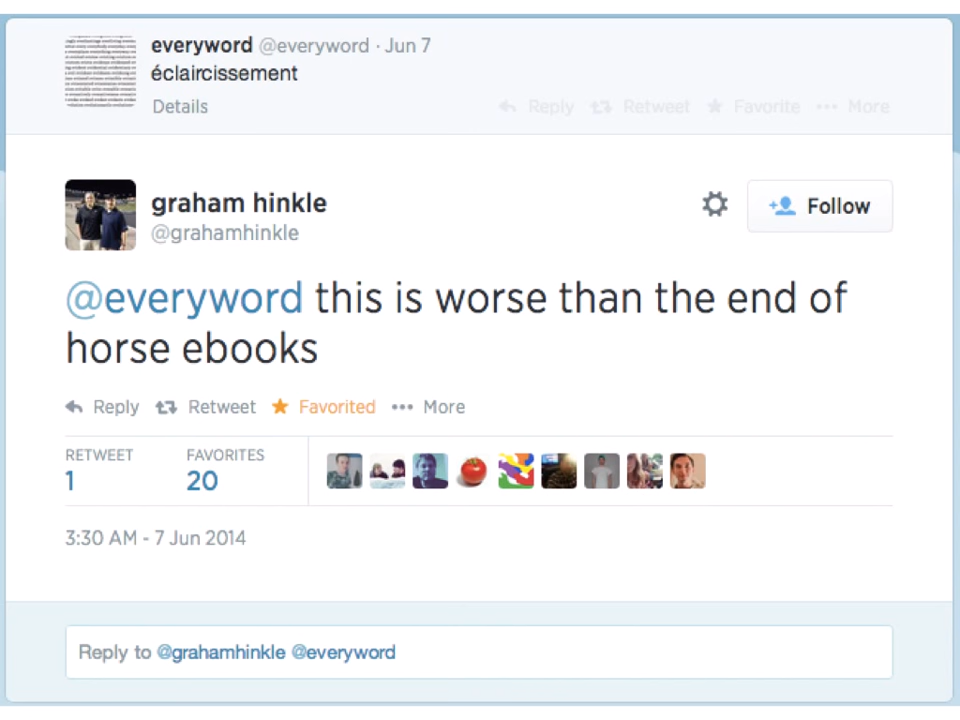 everyword @everyword · Jun 7
éclaircissement
Details
Reply Retweet Favorite More
graham hinkle
@grahamhinkle
Follow
@everyword this is worse than the end of
horse ebooks
Reply Retweet Favorited More
RETWEET FAVORITES
1 20
3:30 AM - 7 Jun 2014
Reply to @grahamhinkle @everyword